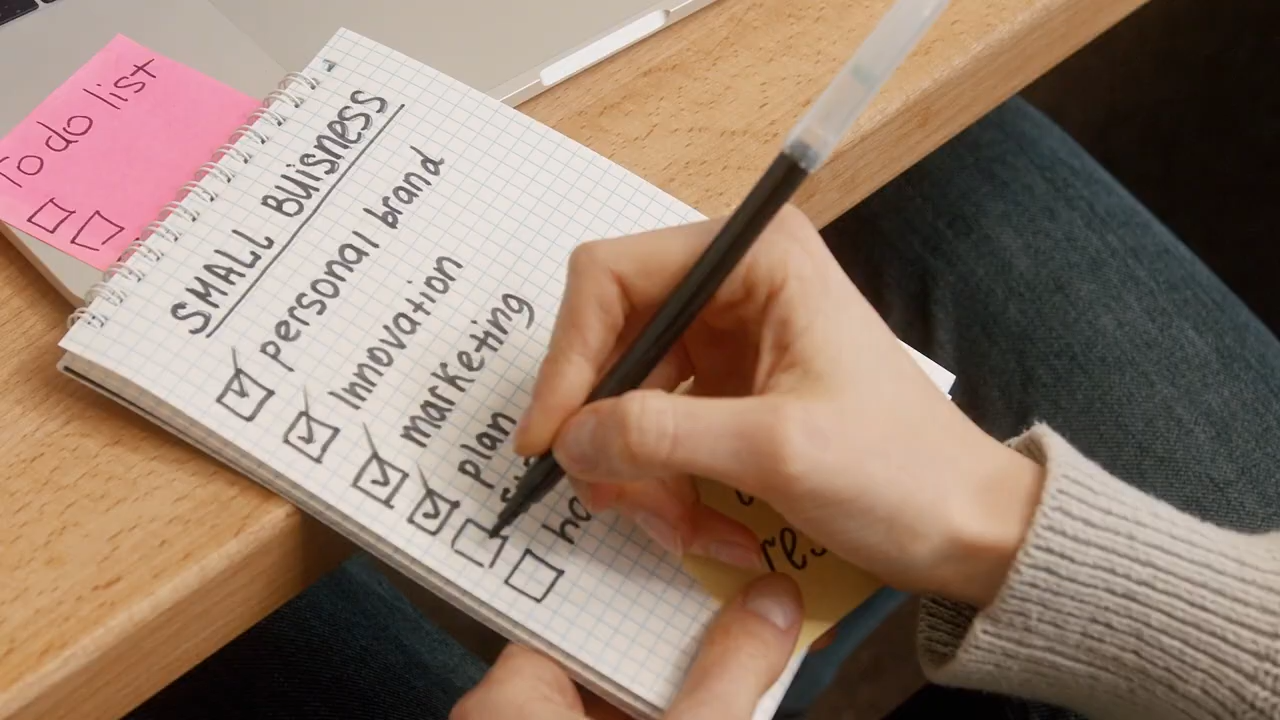 To do list
SMALL BUISNESS
personal brand
Innovation
marketing
plan